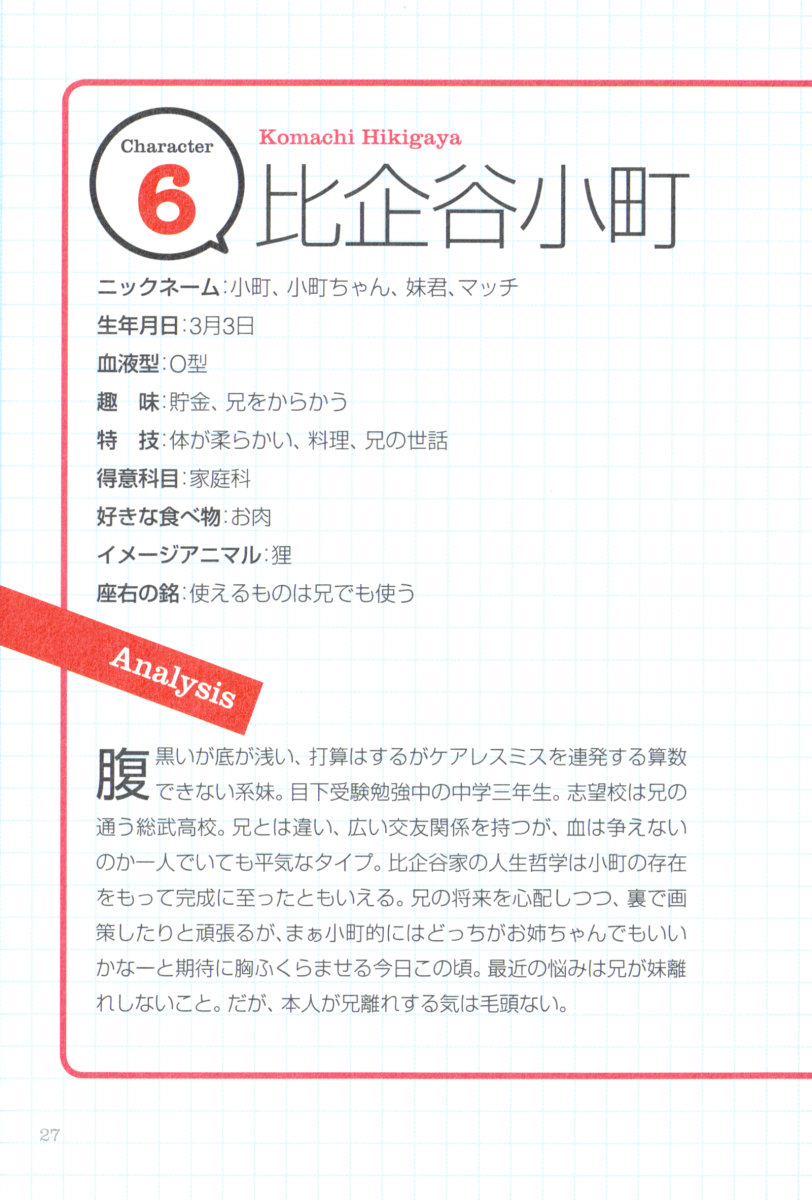 Character
6
Komachi Hikigaya
比企谷小町
ニックネーム:小町、小町ちゃん、妹君、マッチ
生年月日:3月3日
血液型:O型
趣　味:貯金、兄をからかう
特　技:体が柔らかい、料理、兄の世話
得意科目:家庭科
好きな食べ物:お肉
イメージアニマル:狸
座右の銘:使えるものは兄でも使う
Analysis
腹黒いが底が浅い、打算はするがケアレスミスを連発する算数
できない系妹。目下受験勉強中の中学三年生。志望校は兄の
通う総武高校。兄とは違い、広い交友関係を持つが、血は争えない
のか一人でいても平気なタイプ。比企谷家の人生哲学は小町の存在
をもって完成に至ったともいえる。兄の将来を心配しつつ、裏で画
策したりと頑張るが、まぁ小町的にはどっちがお姉ちゃんでもいい
かなーと期待に胸ふくらませる今日この頃。最近の悩みは兄が妹離
れしないこと。だが、本人が兄離れする気は毛頭ない。
27